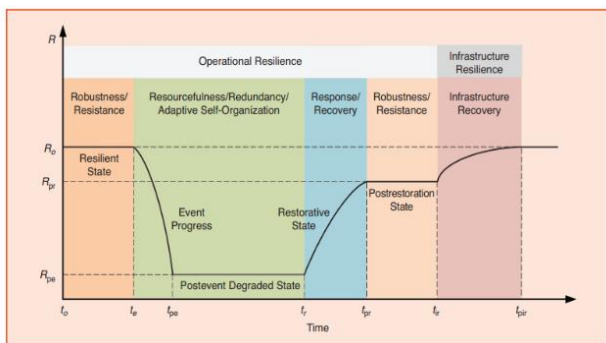 R
Operational Resilience
Infrastructure
Resilience
Robustness/
Resistance
Resourcefulness/Redundancy/
Adaptive Self-Organization
Response/
Recovery
Robustness/
Resistance
Infrastructure
Recovery
Ro
Resilient
State
Rpr
Event
Progress
Restorative
State
Postrestoration
State
Rpe
Postevent Degraded State
to te tpe tr tpr tir tpir
Time